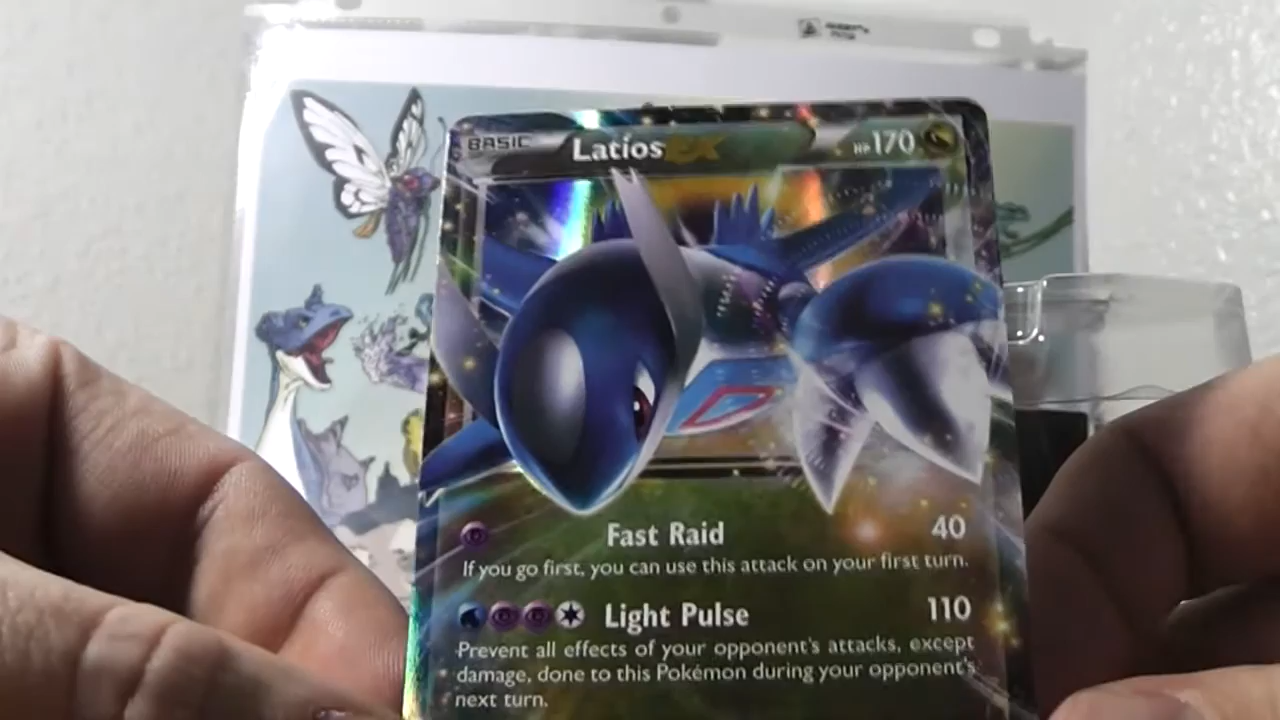 BASIC Latios EX HP170
Fast Raid 40
If you go first, you can use this attack on your first turn.
Light Pulse 110
Prevent all effects of your opponent's attacks, except
damage, done to this Pokémon during your opponent's
next turn.